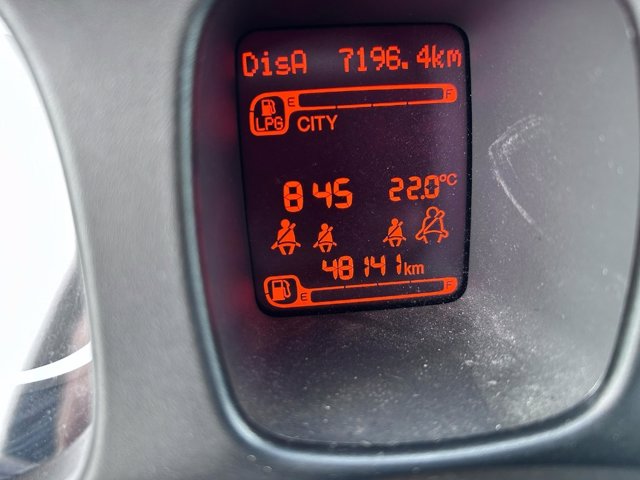 DisA 7196.4km
E F
LPG CITY
8 45 22.0°C
48141km
E F